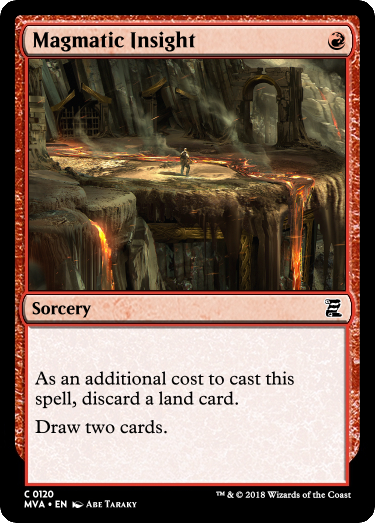 Magmatic Insight
Sorcery
As an additional cost to cast this
spell, discard a land card.
Draw two cards.
C 0120
MVA • EN Abe Taraky
™ & © 2018 Wizards of the Coast